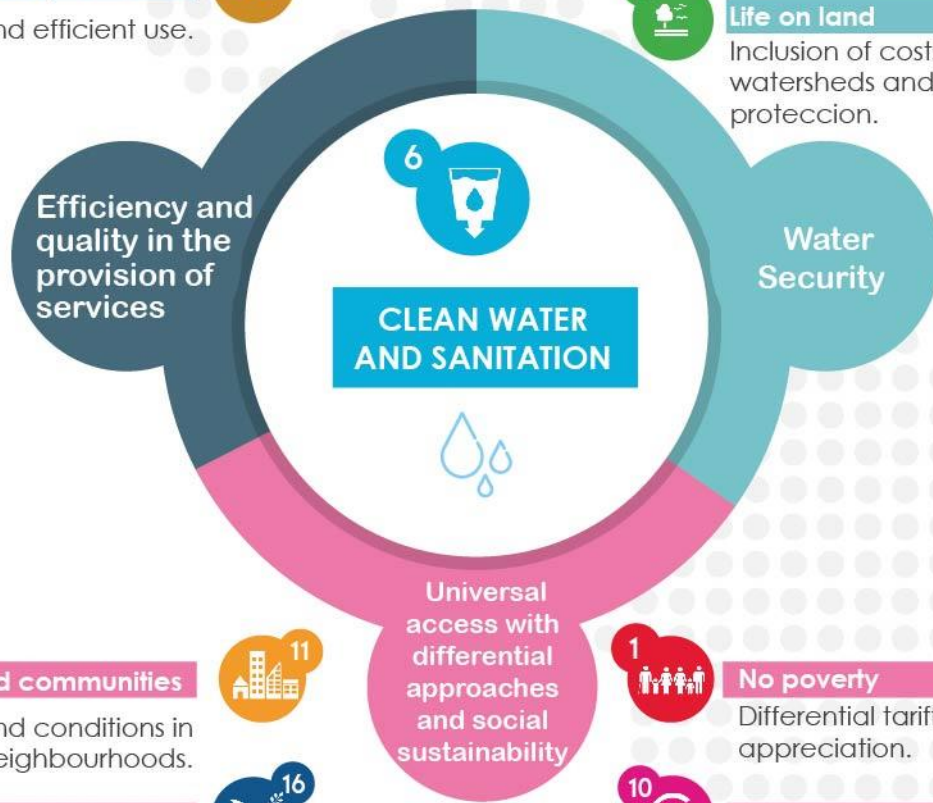 and efficient use.
Life on land
Inclusion of cost
watersheds and
proteccion.
6
Efficiency and
quality in the
provision of
services
CLEAN WATER
AND SANITATION
Water
Security
Universal
access with
differential
approaches
and social
sustainability
11
d communities
nd conditions in
eighbourhoods.
16
1
No poverty
Differential tarif
appreciation.
10